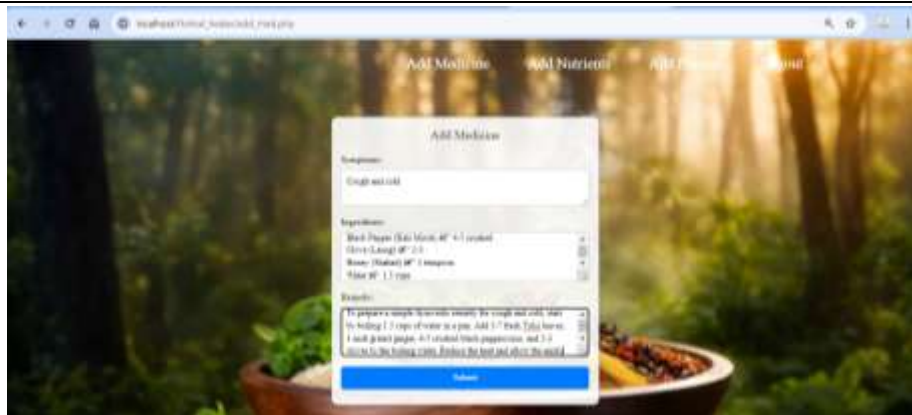 localhost/herbal_healer/add_med.php
Add Medicine Add Nutrients Add
Add Medicine
Symptoms:
Cough and cold
Ingredients:
Black Pepper (Kali Mirch) â€“ 4-5 crushed
Clove (Laung) â€“ 2-3
Honey (Shahad) â€“ 1 teaspoon
Water â€“ 1.5 cups
Remedy:
To prepare a simple Ayurvedic remedy for cough and cold, start
by boiling 1.5 cups of water in a pan. Add 5-7 fresh Tulsi leaves,
1 inch grated ginger, 4-5 crushed black peppercorns, and 2-3
cloves to the boiling water. Reduce the heat and allow the
Submit